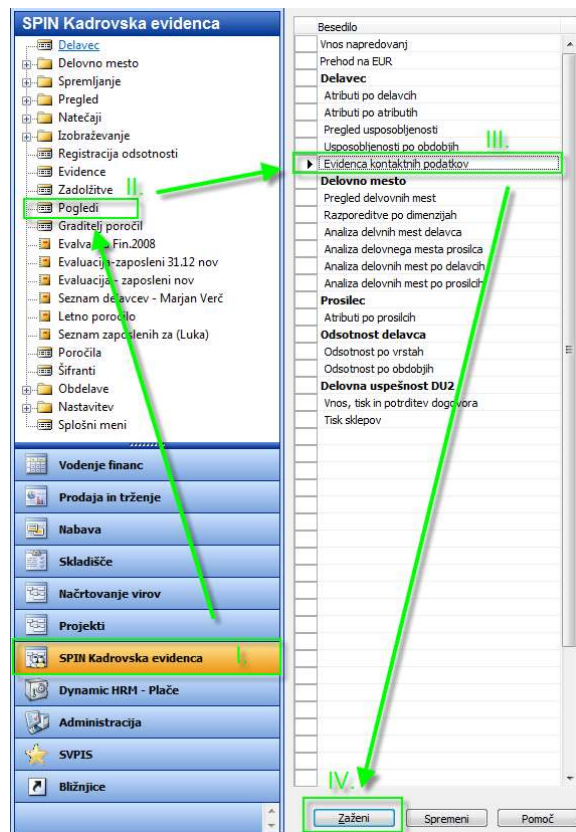 SPIN Kadrovska evidenca
Delavec
Delovno mesto
Spremljanje
Pregled
Natečaji
Izobraževanje
Registracija odsotnosti
Evidence
Zadolžitve
II.
Pogledi
Graditelj poročil
Fin.2008
Evaluacija-zaposleni 31.12 nov
Evaluacija - zaposleni nov
Seznam delavcev - Marjan Verč
Letno poročilo
Seznam zaposlenih za (Luka)
Poročila
Šifranti
Obdelave
Nastavitev
Splošni meni
Vodenje financ
Prodaja in trženje
Nabava
Skladišče
Načrtovanje virov
Projekti
SPIN Kadrovska evidenca
I.
Dynamic HRM - Plače
Administracija
SVPIS
Bližnjice
Besedilo
Vnos napredovanj
Prehod na EUR
Delavec
Atributi po delavcih
Atributi po atributih
Pregled usposobljenosti
Usposobljenosti po obdobjih
III.
Evidenca kontaktnih podatkov
Delovno mesto
Pregled delvovnih mest
Razporeditve po dimenzijah
Analiza delvnih mest delavca
Analiza delovnega mesta prosilca
Analiza delovnih mest po delavcih
Analiza delovnih mest po prosilcih
Prosilec
Atributi po prosilcih
Odsotnost delavca
Odsotnost po vrstah
Odsotnost po obdobjih
Delovna uspešnost DU2
Vnos, tisk in potrditev dogovora
Tisk sklepov
IV.
Zaženi
Spremeni
Pomoč